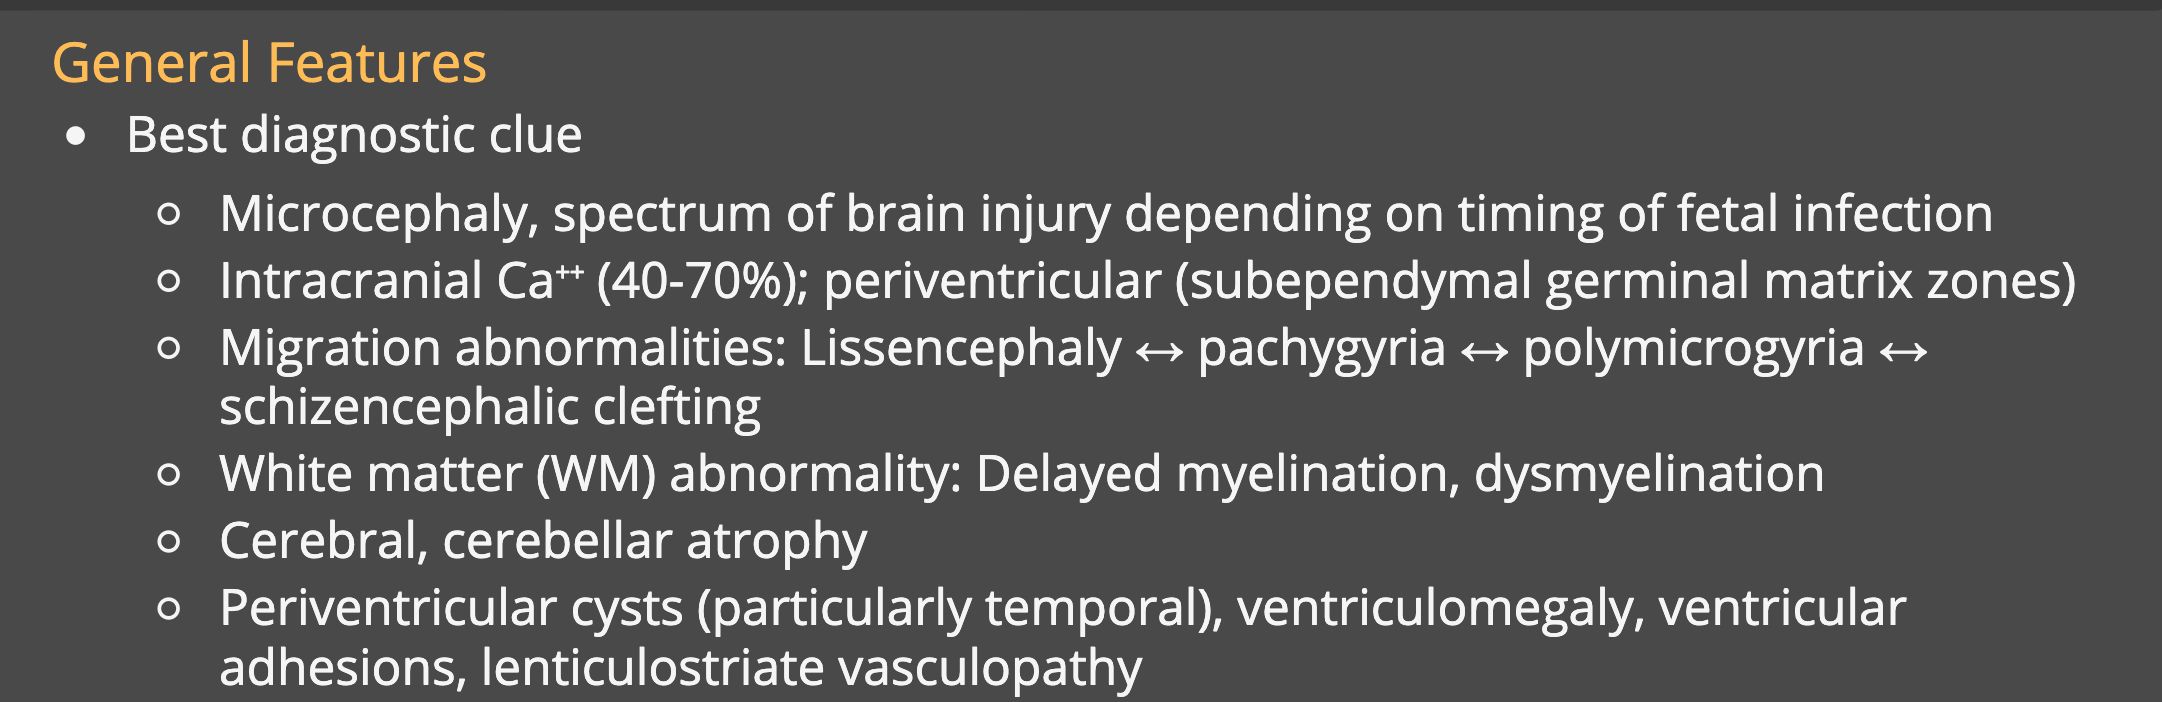 General Features
• Best diagnostic clue
○ Microcephaly, spectrum of brain injury depending on timing of fetal infection
○ Intracranial Ca⁺⁺ (40-70%); periventricular (subependymal germinal matrix zones)
○ Migration abnormalities: Lissencephaly ↔ pachygyria ↔ polymicrogyria ↔
schizencephalic clefting
○ White matter (WM) abnormality: Delayed myelination, dysmyelination
○ Cerebral, cerebellar atrophy
○ Periventricular cysts (particularly temporal), ventriculomegaly, ventricular
adhesions, lenticulostriate vasculopathy